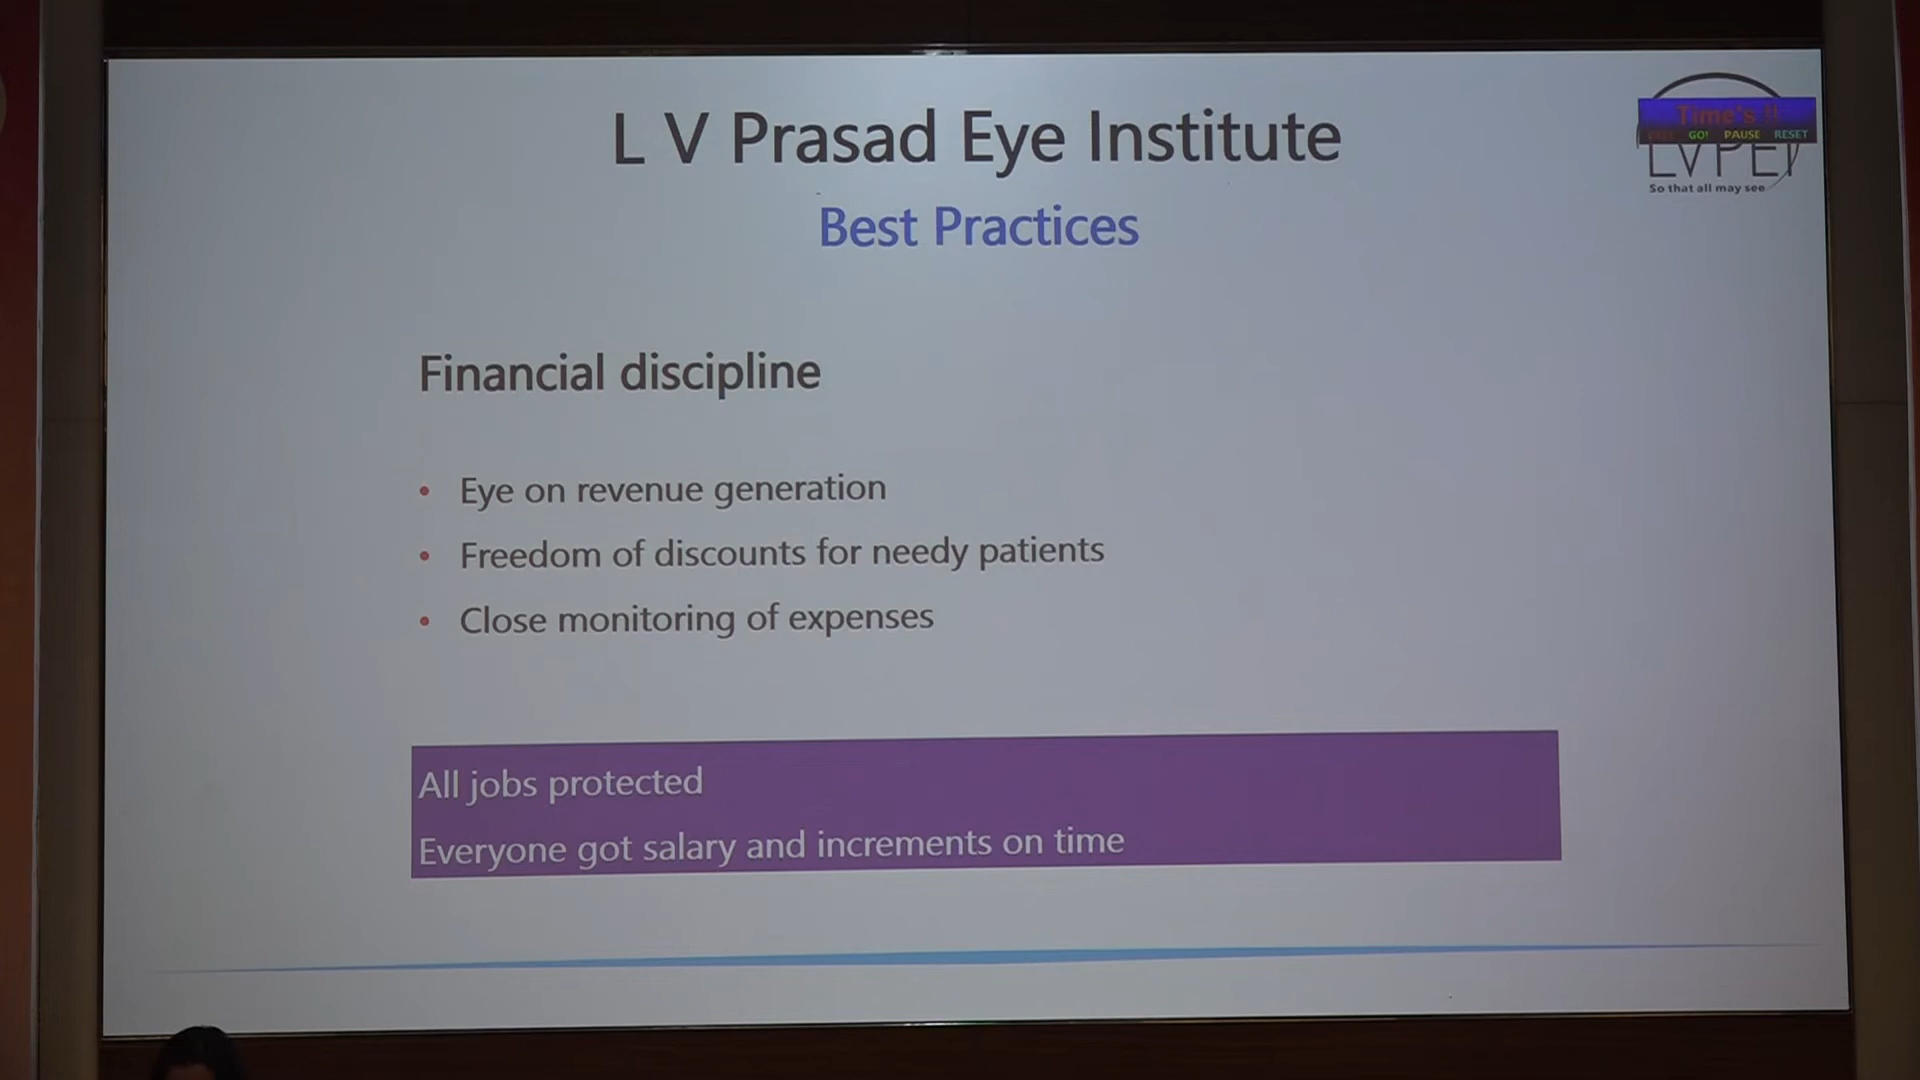 L V Prasad Eye Institute
Best Practices
Time's !!
GO! PAUSE RESET
LVPEI
So that all may see
Financial discipline
• Eye on revenue generation
• Freedom of discounts for needy patients
• Close monitoring of expenses
All jobs protected
Everyone got salary and increments on time